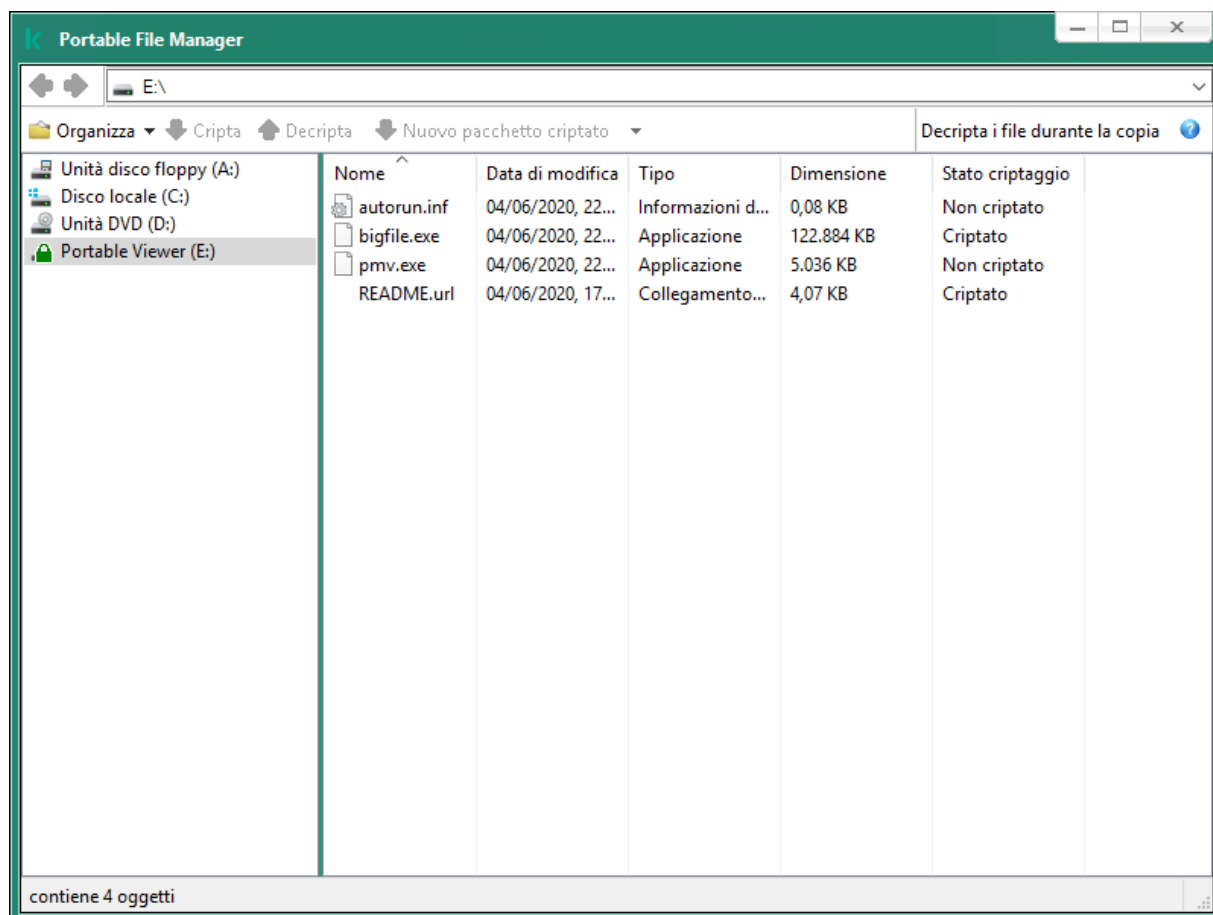 Portable File Manager
E:\
Organizza Cripta Decripta Nuovo pacchetto criptato Decripta i file durante la copia
Unità disco floppy (A:)
Disco locale (C:)
Unità DVD (D:)
Portable Viewer (E:)
Nome Data di modifica Tipo Dimensione Stato criptaggio
autorun.inf 04/06/2020, 22... Informazioni d... 0,08 KB Non criptato
bigfile.exe 04/06/2020, 22... Applicazione 122.884 KB Criptato
pmv.exe 04/06/2020, 22... Applicazione 5.036 KB Non criptato
README.url 04/06/2020, 17... Collegamento... 4,07 KB Criptato
contiene 4 oggetti